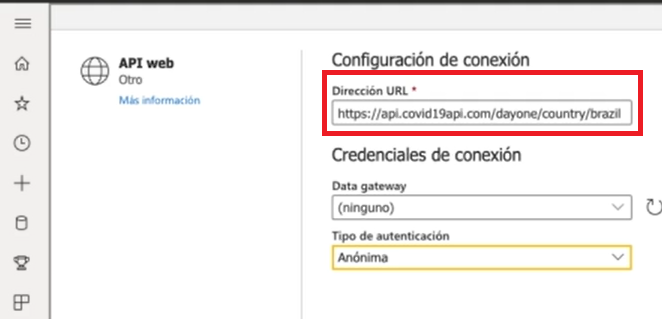 API web
Otro
Más información
Configuración de conexión
Dirección URL *
https://api.covid19api.com/dayone/country/brazil
Credenciales de conexión
Data gateway
(ninguno)
Tipo de autenticación
Anónima